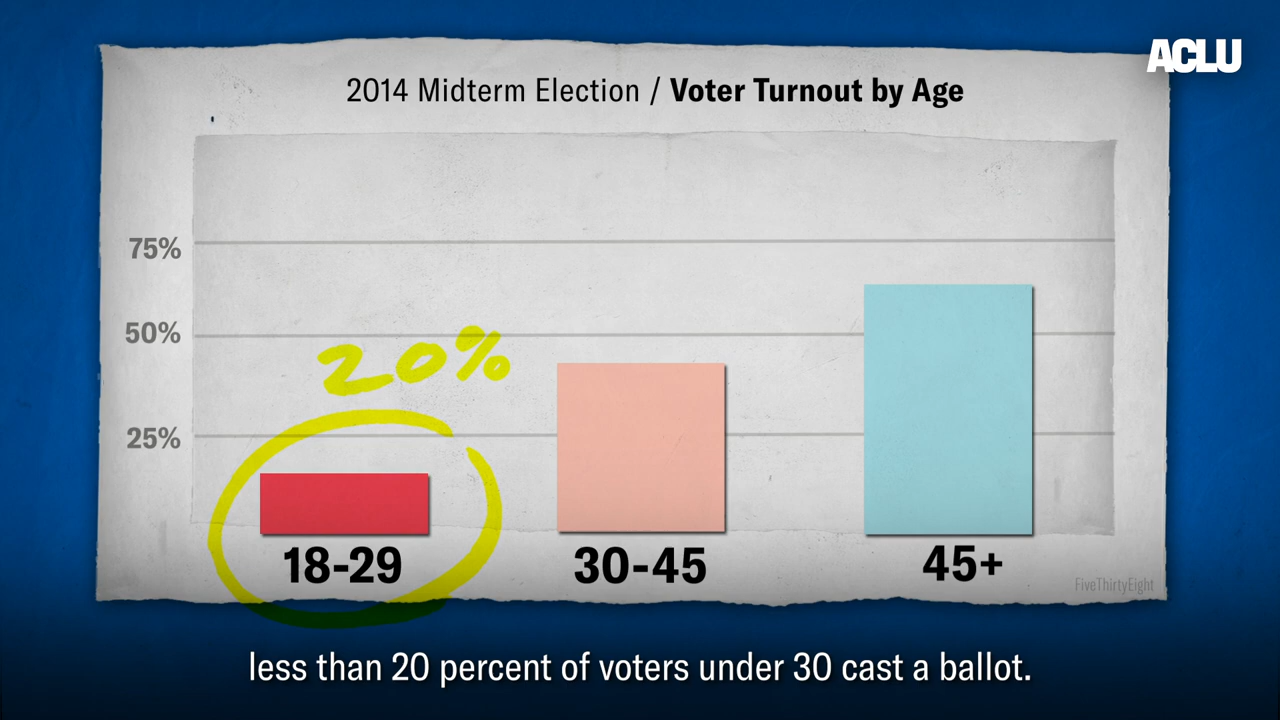 ACLU
2014 Midterm Election / Voter Turnout by Age
75%
50%
20%
25%
18-29
30-45
45+
FiveThirtyEight
less than 20 percent of voters under 30 cast a ballot.